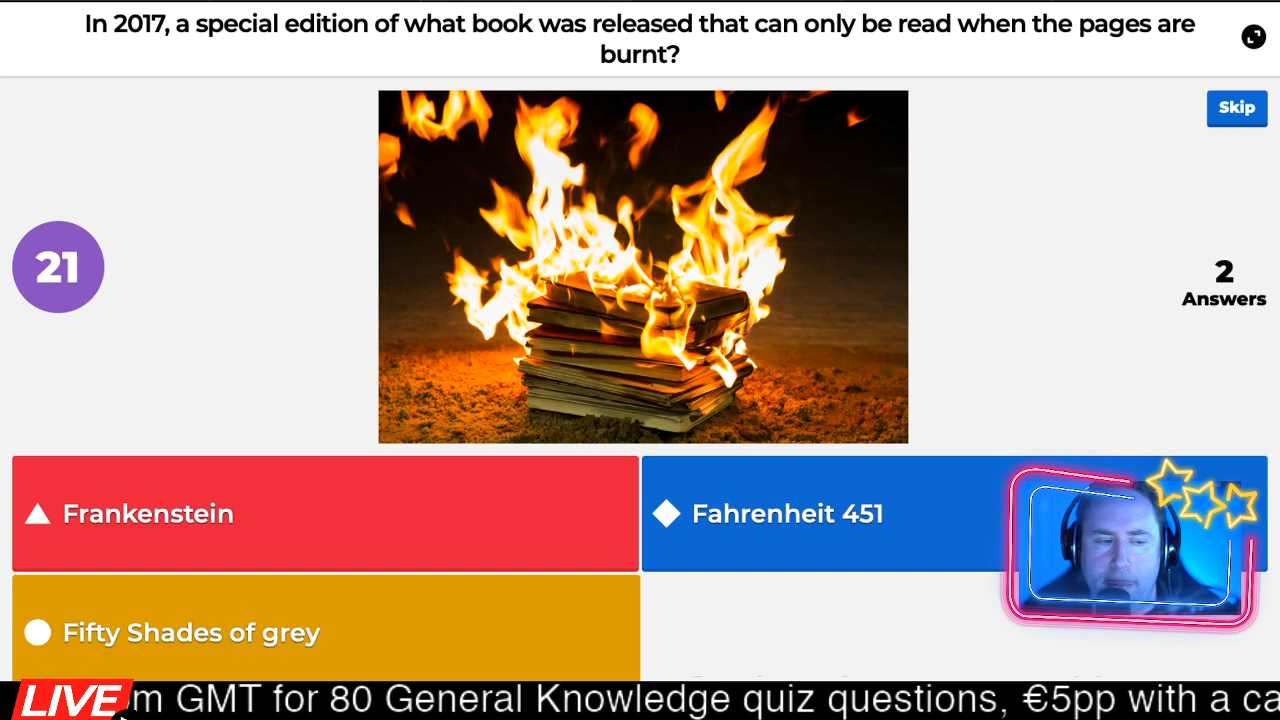 In 2017, a special edition of what book was released that can only be read when the pages are
burnt?
Skip
21
2
Answers
Frankenstein
Fahrenheit 451
Fifty Shades of grey
LIVE
m GMT for 80 General Knowledge quiz questions, €5pp with a ca